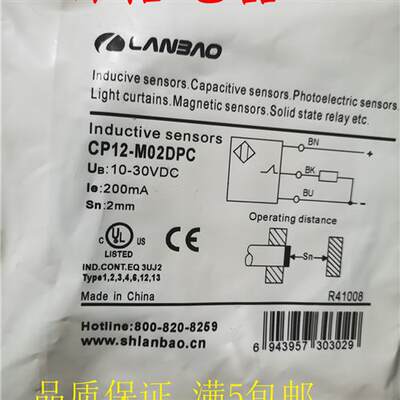 LANBAO
Inducive sensors.Capacitive sensors.Photoelectric sensors
Light curtains.Magnetic sensors.Solid state relay etc.
Inductive sensors
CP12-M02DPC
UB:10-30VDC
Ie:200mA
Sn:2mm
BN
BK
BU
Operating distance
Sn
C UL US
LISTED
CE
IND.CONT.EQ 3UJ2
Type1,2,3,4,6,12,13
Made in China
R41008
Hotline:800-820-8259
www.shlanbao.cn
6 943957 303029
品质保证 满5包邮